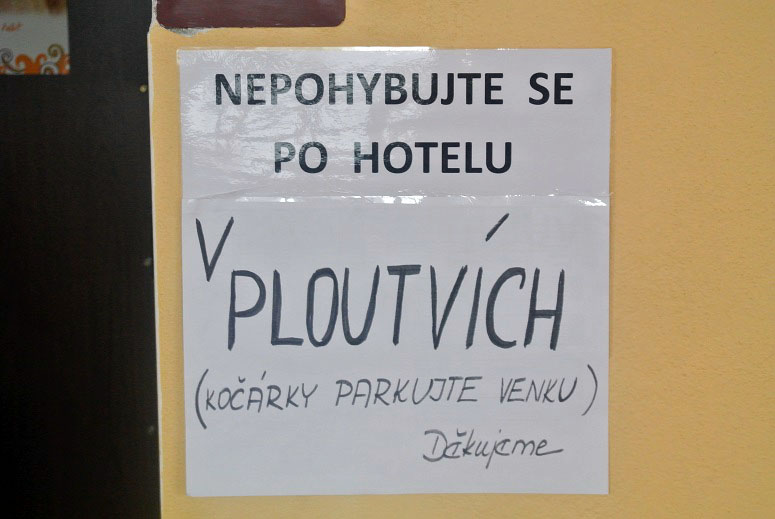 NEPOHYBUJTE SE
PO HOTELU
V
PLOUTVÍCH
(KOČÁRKY PARKUJTE VENKU)
Děkujeme